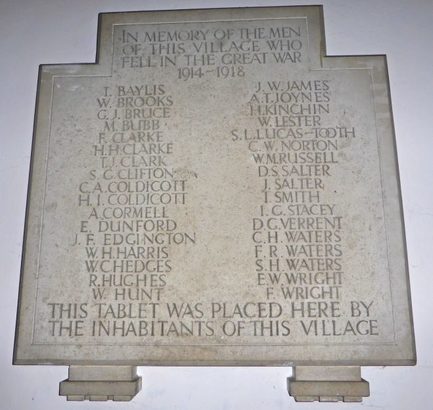 IN MEMORY OF THE MEN
OF THIS VILLAGE WHO
FELL IN THE GREAT WAR
1914-1918
T. BAYLIS
W. BROOKS
G. J. BRUCE
M. BUBB
F. CLARKE
H. H. CLARKE
T. J. CLARK
S. G. CLIFTON
C. A. COLDICOTT
H. J. COLDICOTT
A. CORMELL
E. DUNFORD
J. F. EDGINGTON
W. H. HARRIS
W. C. HEDGES
R. HUGHES
W. HUNT
J. W. JAMES
A. T. JOYNES
H. KINCHIN
W. LESTER
S. L. LUCAS-TOOTH
C. W. NORTON
W. M. RUSSELL
D. S. SALTER
J. SALTER
T. SMITH
I. G. STACEY
D. G. VERRENT
C. H. WATERS
F. R. WATERS
S. H. WATERS
E. W. WRIGHT
F. WRIGHT
THIS TABLET WAS PLACED HERE BY
THE INHABITANTS OF THIS VILLAGE